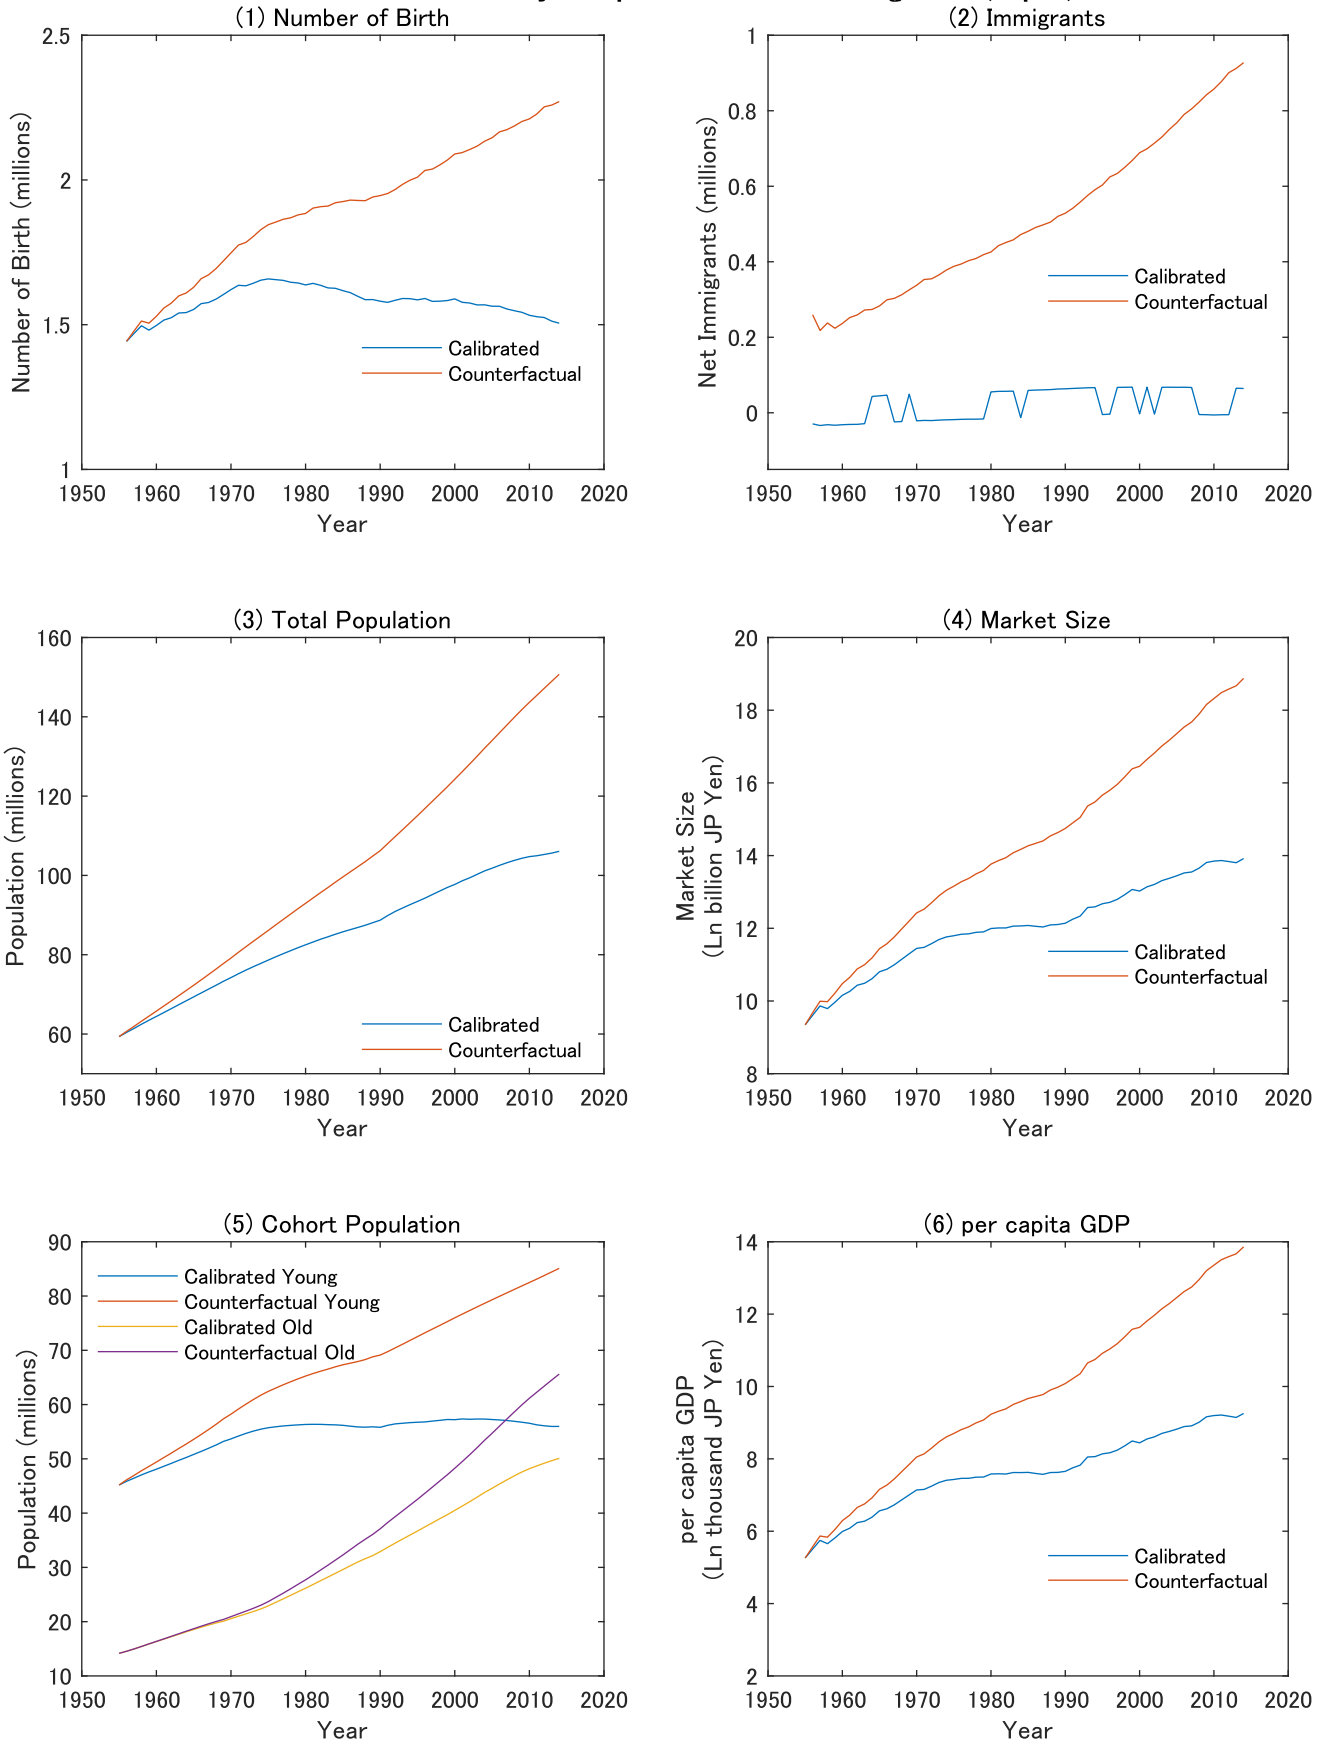 (1) Number of Birth
2.5
2
1.5
1
Number of Birth (millions)
Calibrated
Counterfactual
1950 1960 1970 1980 1990 2000 2010 2020
Year
(2) Immigrants
1
0.8
0.6
0.4
0.2
0
Net Immigrants (millions)
Calibrated
Counterfactual
1950 1960 1970 1980 1990 2000 2010 2020
Year
(3) Total Population
160
140
120
100
80
60
Population (millions)
Calibrated
Counterfactual
1950 1960 1970 1980 1990 2000 2010 2020
Year
(4) Market Size
20
18
16
14
12
10
8
Market Size
(Ln billion JP Yen)
Calibrated
Counterfactual
1950 1960 1970 1980 1990 2000 2010 2020
Year
(5) Cohort Population
90
80
70
60
50
40
30
20
10
Population (millions)
Calibrated Young
Counterfactual Young
Calibrated Old
Counterfactual Old
1950 1960 1970 1980 1990 2000 2010 2020
Year
(6) per capita GDP
14
12
10
8
6
4
2
per capita GDP
(Ln thousand JP Yen)
Calibrated
Counterfactual
1950 1960 1970 1980 1990 2000 2010 2020
Year